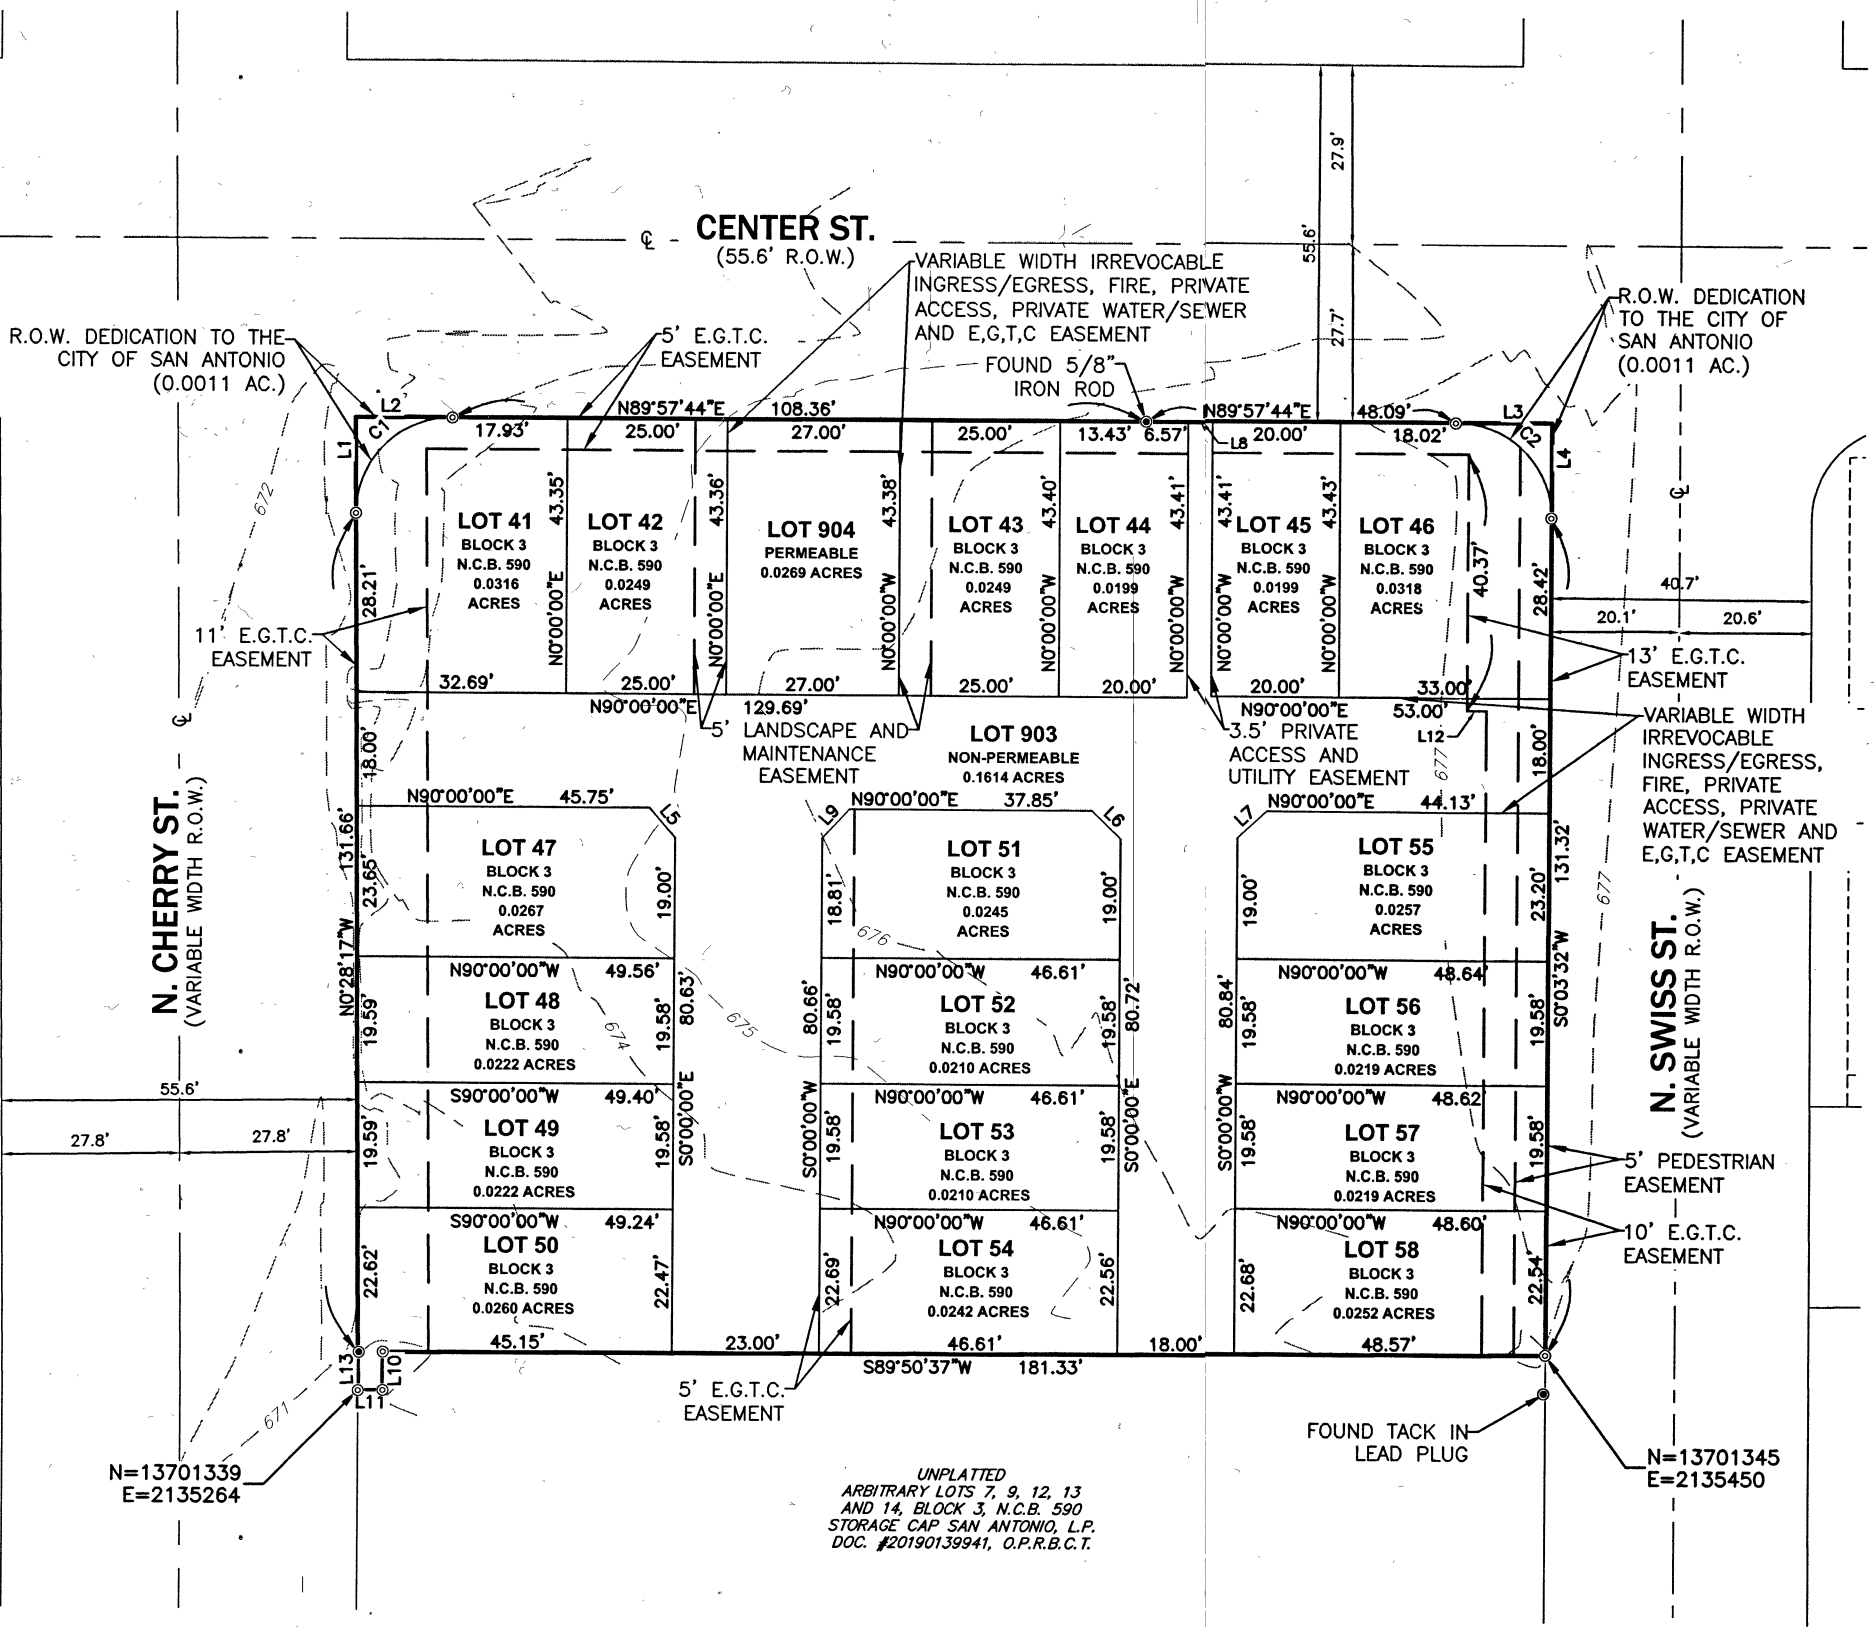 CENTER ST.
(55.6' R.O.W.)
℄
27.9'
55.6'
27.7'
VARIABLE WIDTH IRREVOCABLE
INGRESS/EGRESS, FIRE, PRIVATE
ACCESS, PRIVATE WATER/SEWER
AND E,G,T,C EASEMENT
R.O.W. DEDICATION TO THE
CITY OF SAN ANTONIO
(0.0011 AC.)
5' E.G.T.C.
EASEMENT
FOUND 5/8"
IRON ROD
R.O.W. DEDICATION
TO THE CITY OF
SAN ANTONIO
(0.0011 AC.)
L2
N89°57'44"E 108.36'
N89°57'44"E 48.09'
L3
L1
C1
17.93'
25.00'
27.00'
25.00'
13.43'
6.57'
L8
20.00'
18.02'
C2
L4
672
℄
LOT 41
BLOCK 3
N.C.B. 590
0.0316
ACRES
43.35'
N0°00'00"E
LOT 42
BLOCK 3
N.C.B. 590
0.0249
ACRES
43.36'
N0°00'00"E
LOT 904
PERMEABLE
0.0269 ACRES
43.38'
N0°00'00"W
LOT 43
BLOCK 3
N.C.B. 590
0.0249
ACRES
43.40'
N0°00'00"W
LOT 44
BLOCK 3
N.C.B. 590
0.0199
ACRES
43.41'
N0°00'00"W
43.41'
N0°00'00"W
LOT 45
BLOCK 3
N.C.B. 590
0.0199
ACRES
43.43'
N0°00'00"W
LOT 46
BLOCK 3
N.C.B. 590
0.0318
ACRES
40.37'
28.21'
28.42'
40.7'
20.1'
20.6'
11' E.G.T.C.
EASEMENT
13' E.G.T.C.
EASEMENT
32.69'
25.00'
27.00'
25.00'
20.00'
20.00'
33.00'
N90°00'00"E 129.69'
N90°00'00"E 53.00'
L12
℄
5' LANDSCAPE AND
MAINTENANCE
EASEMENT
LOT 903
NON-PERMEABLE
0.1614 ACRES
3.5' PRIVATE
ACCESS AND
UTILITY EASEMENT
677
VARIABLE WIDTH
IRREVOCABLE
INGRESS/EGRESS,
FIRE, PRIVATE
ACCESS, PRIVATE
WATER/SEWER AND
E,G,T,C EASEMENT
18.00'
18.00'
N90°00'00"E 45.75'
L5
L9
N90°00'00"E 37.85'
L6
L7
N90°00'00"E 44.13'
N. CHERRY ST.
(VARIABLE WIDTH R.O.W.)
N0°28'17"W
131.66'
23.65'
LOT 47
BLOCK 3
N.C.B. 590
0.0267
ACRES
19.00'
18.81'
LOT 51
BLOCK 3
N.C.B. 590
0.0245
ACRES
19.00'
19.00'
LOT 55
BLOCK 3
N.C.B. 590
0.0257
ACRES
23.20'
131.32'
S0°03'32"W
677
676
N. SWISS ST.
(VARIABLE WIDTH R.O.W.)
N90°00'00"W 49.56'
N90°00'00"W 46.61'
N90°00'00"W 48.64'
19.59'
LOT 48
BLOCK 3
N.C.B. 590
0.0222 ACRES
674
19.58'
80.63'
675
80.66'
19.58'
LOT 52
BLOCK 3
N.C.B. 590
0.0210 ACRES
19.58'
80.72'
80.84'
19.58'
LOT 56
BLOCK 3
N.C.B. 590
0.0219 ACRES
19.58'
55.6'
27.8'
27.8'
S90°00'00"W 49.40'
N90°00'00"W 46.61'
N90°00'00"W 48.62'
19.59'
LOT 49
BLOCK 3
N.C.B. 590
0.0222 ACRES
19.58'
S0°00'00"E
S0°00'00"W
19.58'
LOT 53
BLOCK 3
N.C.B. 590
0.0210 ACRES
19.58'
S0°00'00"E
S0°00'00"W
19.58'
LOT 57
BLOCK 3
N.C.B. 590
0.0219 ACRES
19.58'
5' PEDESTRIAN
EASEMENT
S90°00'00"W 49.24'
N90°00'00"W 46.61'
N90°00'00"W 48.60'
10' E.G.T.C.
EASEMENT
22.62'
LOT 50
BLOCK 3
N.C.B. 590
0.0260 ACRES
22.47'
22.69'
LOT 54
BLOCK 3
N.C.B. 590
0.0242 ACRES
22.56'
22.68'
LOT 58
BLOCK 3
N.C.B. 590
0.0252 ACRES
22.54'
45.15'
23.00'
46.61'
18.00'
48.57'
S89°50'37"W 181.33'
L13
L10
L11
671
5' E.G.T.C.
EASEMENT
FOUND TACK IN
LEAD PLUG
N=13701339
E=2135264
N=13701345
E=2135450
UNPLATTED
ARBITRARY LOTS 7, 9, 12, 13
AND 14, BLOCK 3, N.C.B. 590
STORAGE CAP SAN ANTONIO, L.P.
DOC. #20190139941, O.P.R.B.C.T.